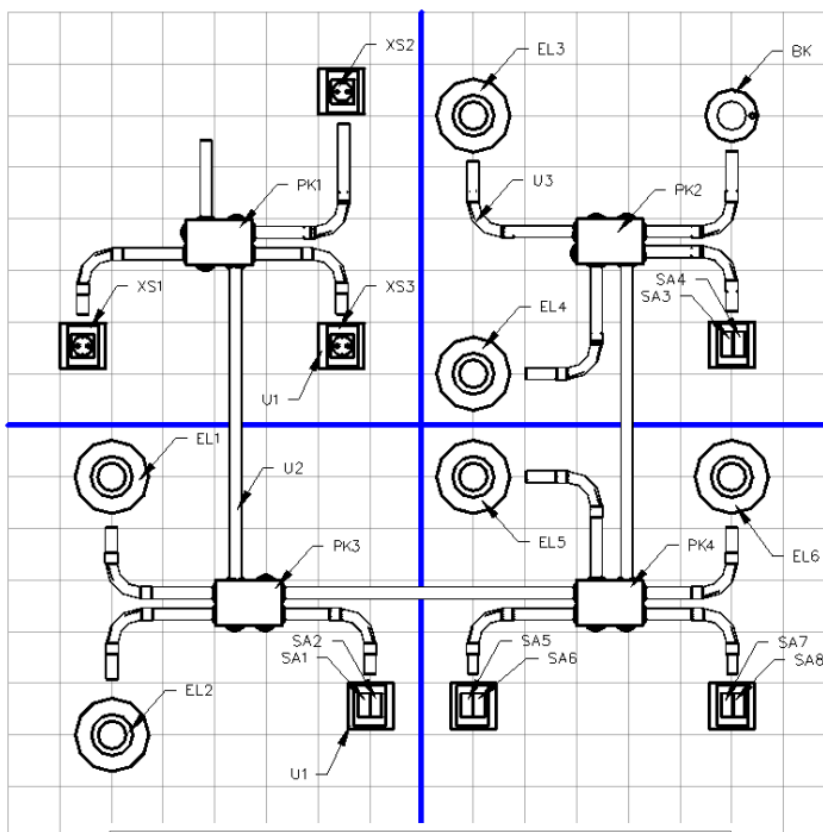 XS2
EL3
BK
PK1
U3
PK2
XS1
XS3
EL4
SA4
SA3
U1
EL1
U2
EL5
EL6
PK3
PK4
SA2
SA1
SA5
SA6
SA7
SA8
EL2
U1